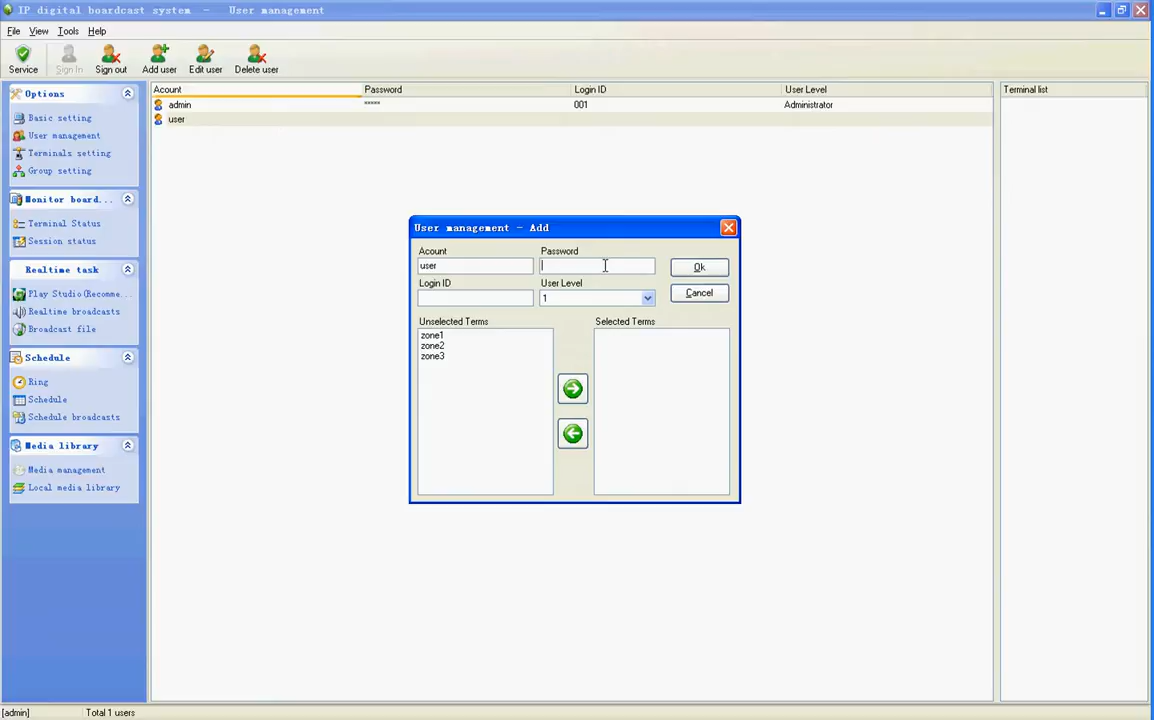 IP digital boardcast system  -  User management
File View Tools Help
Service Sign In Sign out Add user Edit user Delete user
Options
Basic setting
User management
Terminals setting
Group setting
Monitor board...
Terminal Status
Session status
Realtime task
Play Studio(Recomme...
Realtime broadcasts
Broadcast file
Schedule
Ring
Schedule
Schedule broadcasts
Media library
Media management
Local media library
Acount Password Login ID User Level
admin ***** 001 Administrator
user
Terminal list
User management - Add
Acount Password
user
Ok
Login ID User Level
1
Cancel
Unselected Terms Selected Terms
zone1
zone2
zone3
[admin] Total 1 users